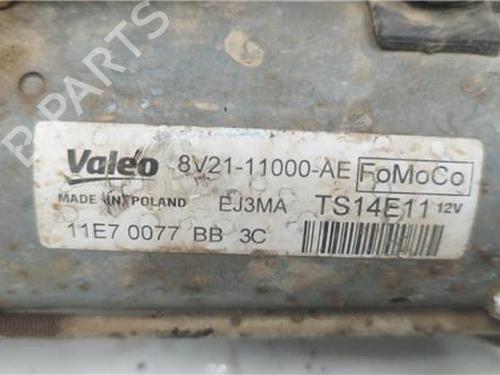 B-PARTS
Valeo 8V21-11000-AE FoMoCo
MADE IN POLAND EJ3MA TS14E11 12V
11E7 0077 BB 3C